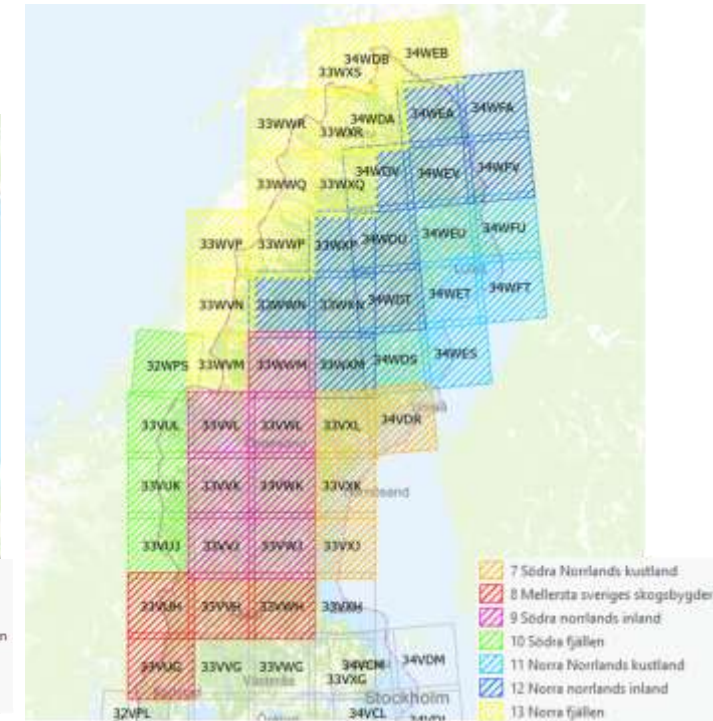 34WDB 34WEB
33WXS
33WWR 34WDA 34WEA 34WFA
33WXR
33WWQ 33WXQ 34WDV 34WEV 34WFV
33WVP 33WWP 33WXP 34WDU 34WEU 34WFU
33WVN 33WWN 33WXN 34WDT 34WET 34WFT
32WPS 33WVM 33WWM 33WXM 34WDS 34WES
33VUL 33VVL 33VWL 33VXL 34VDR
33VUK 33VVK 33VWK 33VXK
33VUJ 33VVJ 33VWJ 33VXJ
33VUH 33VVH 33VWH 33VXH
33VUG 33VVG 33VWG 34VCM 34VDM
33VXG
Västerås
Stockholm
32VPL 34VCL
7 Södra Norrlands kustland
8 Mellersta sveriges skogsbygder
9 Södra norrlands inland
10 Södra fjällen
11 Norra Norrlands kustland
12 Norra norrlands inland
13 Norra fjällen